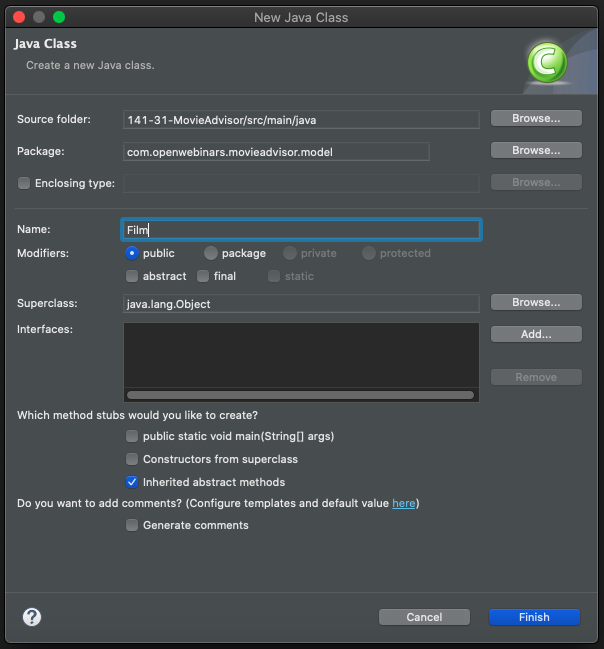 New Java Class
Java Class
Create a new Java class.
C
Source folder: 141-31-MovieAdvisor/src/main/java Browse...
Package: com.openwebinars.movieadvisor.model Browse...
Enclosing type: Browse...
Name: Film
Modifiers: public package private protected
abstract final static
Superclass: java.lang.Object Browse...
Interfaces: Add...
Remove
Which method stubs would you like to create?
public static void main(String[] args)
Constructors from superclass
Inherited abstract methods
Do you want to add comments? (Configure templates and default value here)
Generate comments
? Cancel Finish